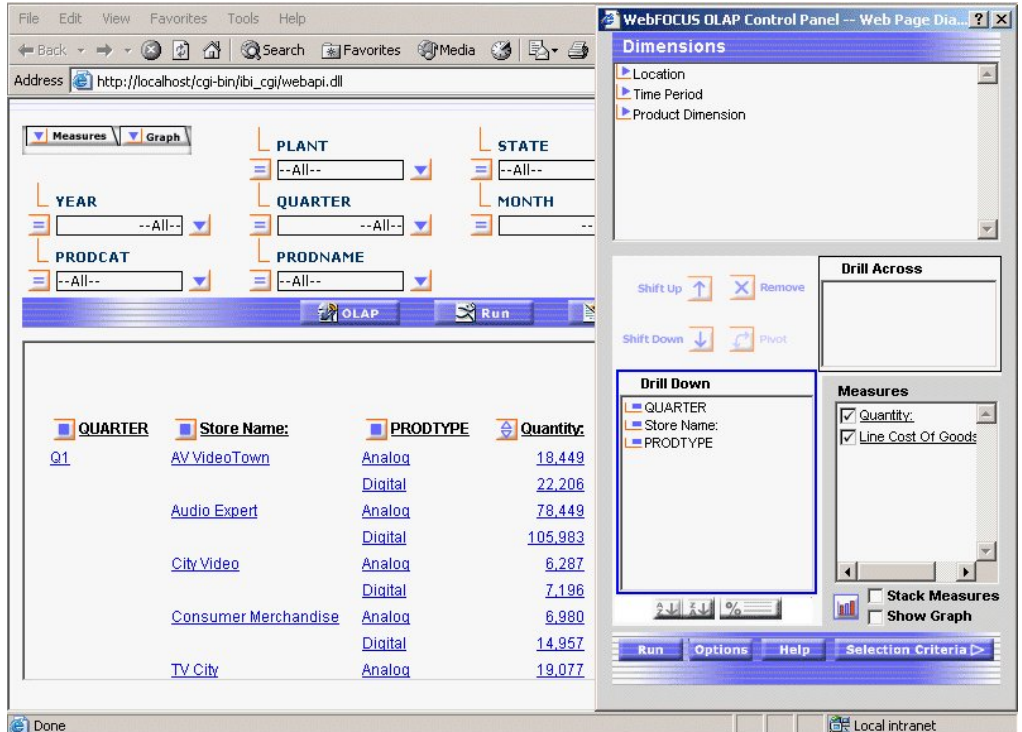 File Edit View Favorites Tools Help
Back Search Favorites Media
Address http://localhost/cgi-bin/ibi_cgi/webapi.dll
Measures Graph
PLANT STATE
--All-- --All--
YEAR QUARTER MONTH
--All-- --All-- --
PRODCAT PRODNAME
--All-- --All--
OLAP Run
QUARTER Store Name: PRODTYPE Quantity:
Q1 AV VideoTown Analog 18,449
Digital 22,206
Audio Expert Analog 78,449
Digital 105,983
City Video Analog 6,287
Digital 7,196
Consumer Merchandise Analog 6,980
Digital 14,957
TV City Analog 19,077
Done Local intranet
WebFOCUS OLAP Control Panel -- Web Page Dia...
Dimensions
Location
Time Period
Product Dimension
Shift Up Remove
Shift Down Pivot
Drill Across
Drill Down
QUARTER
Store Name:
PRODTYPE
Measures
Quantity:
Line Cost Of Goods
Stack Measures
Show Graph
Run Options Help Selection Criteria